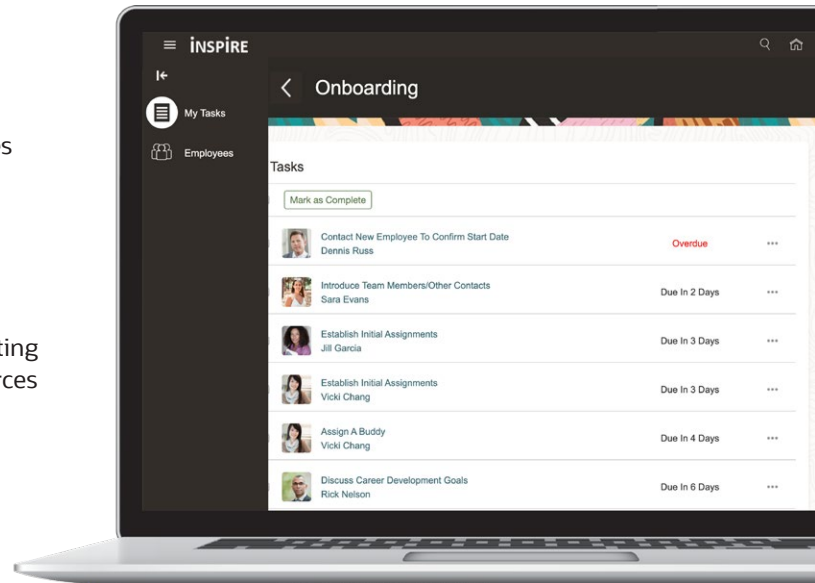 INSPIRE
My Tasks
Employees
Onboarding
Tasks
Mark as Complete
Contact New Employee To Confirm Start Date
Dennis Russ
Overdue
Introduce Team Members/Other Contacts
Sara Evans
Due In 2 Days
Establish Initial Assignments
Jill Garcia
Due In 3 Days
Establish Initial Assignments
Vicki Chang
Due In 3 Days
Assign A Buddy
Vicki Chang
Due In 4 Days
Discuss Career Development Goals
Rick Nelson
Due In 6 Days